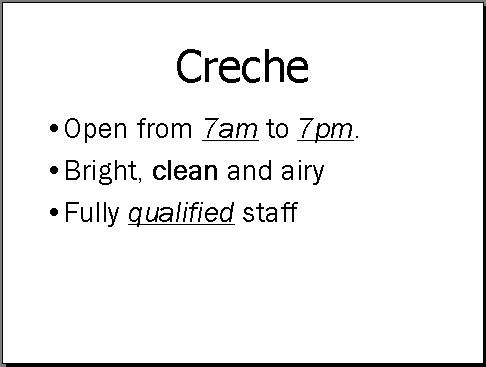 Creche
•Open from 7am to 7pm.
•Bright, clean and airy
•Fully qualified staff